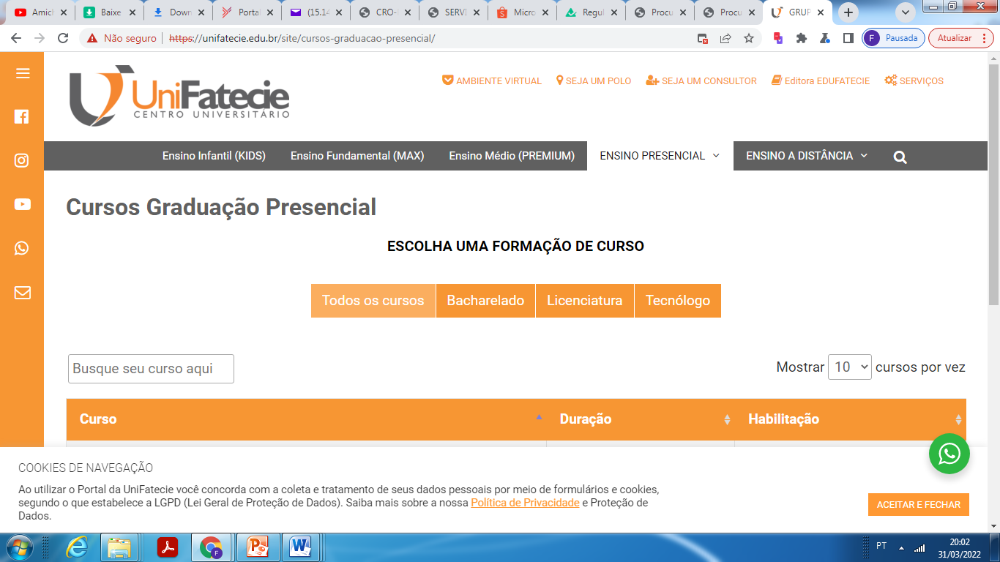 Amich
Baixe
Down
Portal
(15.14
CRO-
SERVI
Micro
Regul
Procu
Procu
GRUP
Não seguro
https://unifatecie.edu.br/site/cursos-graduacao-presencial/
F
Pausada
Atualizar
UniFatecie
CENTRO UNIVERSITÁRIO
AMBIENTE VIRTUAL
SEJA UM POLO
SEJA UM CONSULTOR
Editora EDUFATECIE
SERVIÇOS
Ensino Infantil (KIDS)
Ensino Fundamental (MAX)
Ensino Médio (PREMIUM)
ENSINO PRESENCIAL
ENSINO A DISTÂNCIA
Cursos Graduação Presencial
ESCOLHA UMA FORMAÇÃO DE CURSO
Todos os cursos
Bacharelado
Licenciatura
Tecnólogo
Busque seu curso aqui
Mostrar 10 cursos por vez
Curso
Duração
Habilitação
COOKIES DE NAVEGAÇÃO
Ao utilizar o Portal da UniFatecie você concorda com a coleta e tratamento de seus dados pessoais por meio de formulários e cookies,
segundo o que estabelece a LGPD (Lei Geral de Proteção de Dados). Saiba mais sobre a nossa Política de Privacidade e Proteção de
Dados.
ACEITAR E FECHAR
PT
20:02
31/03/2022